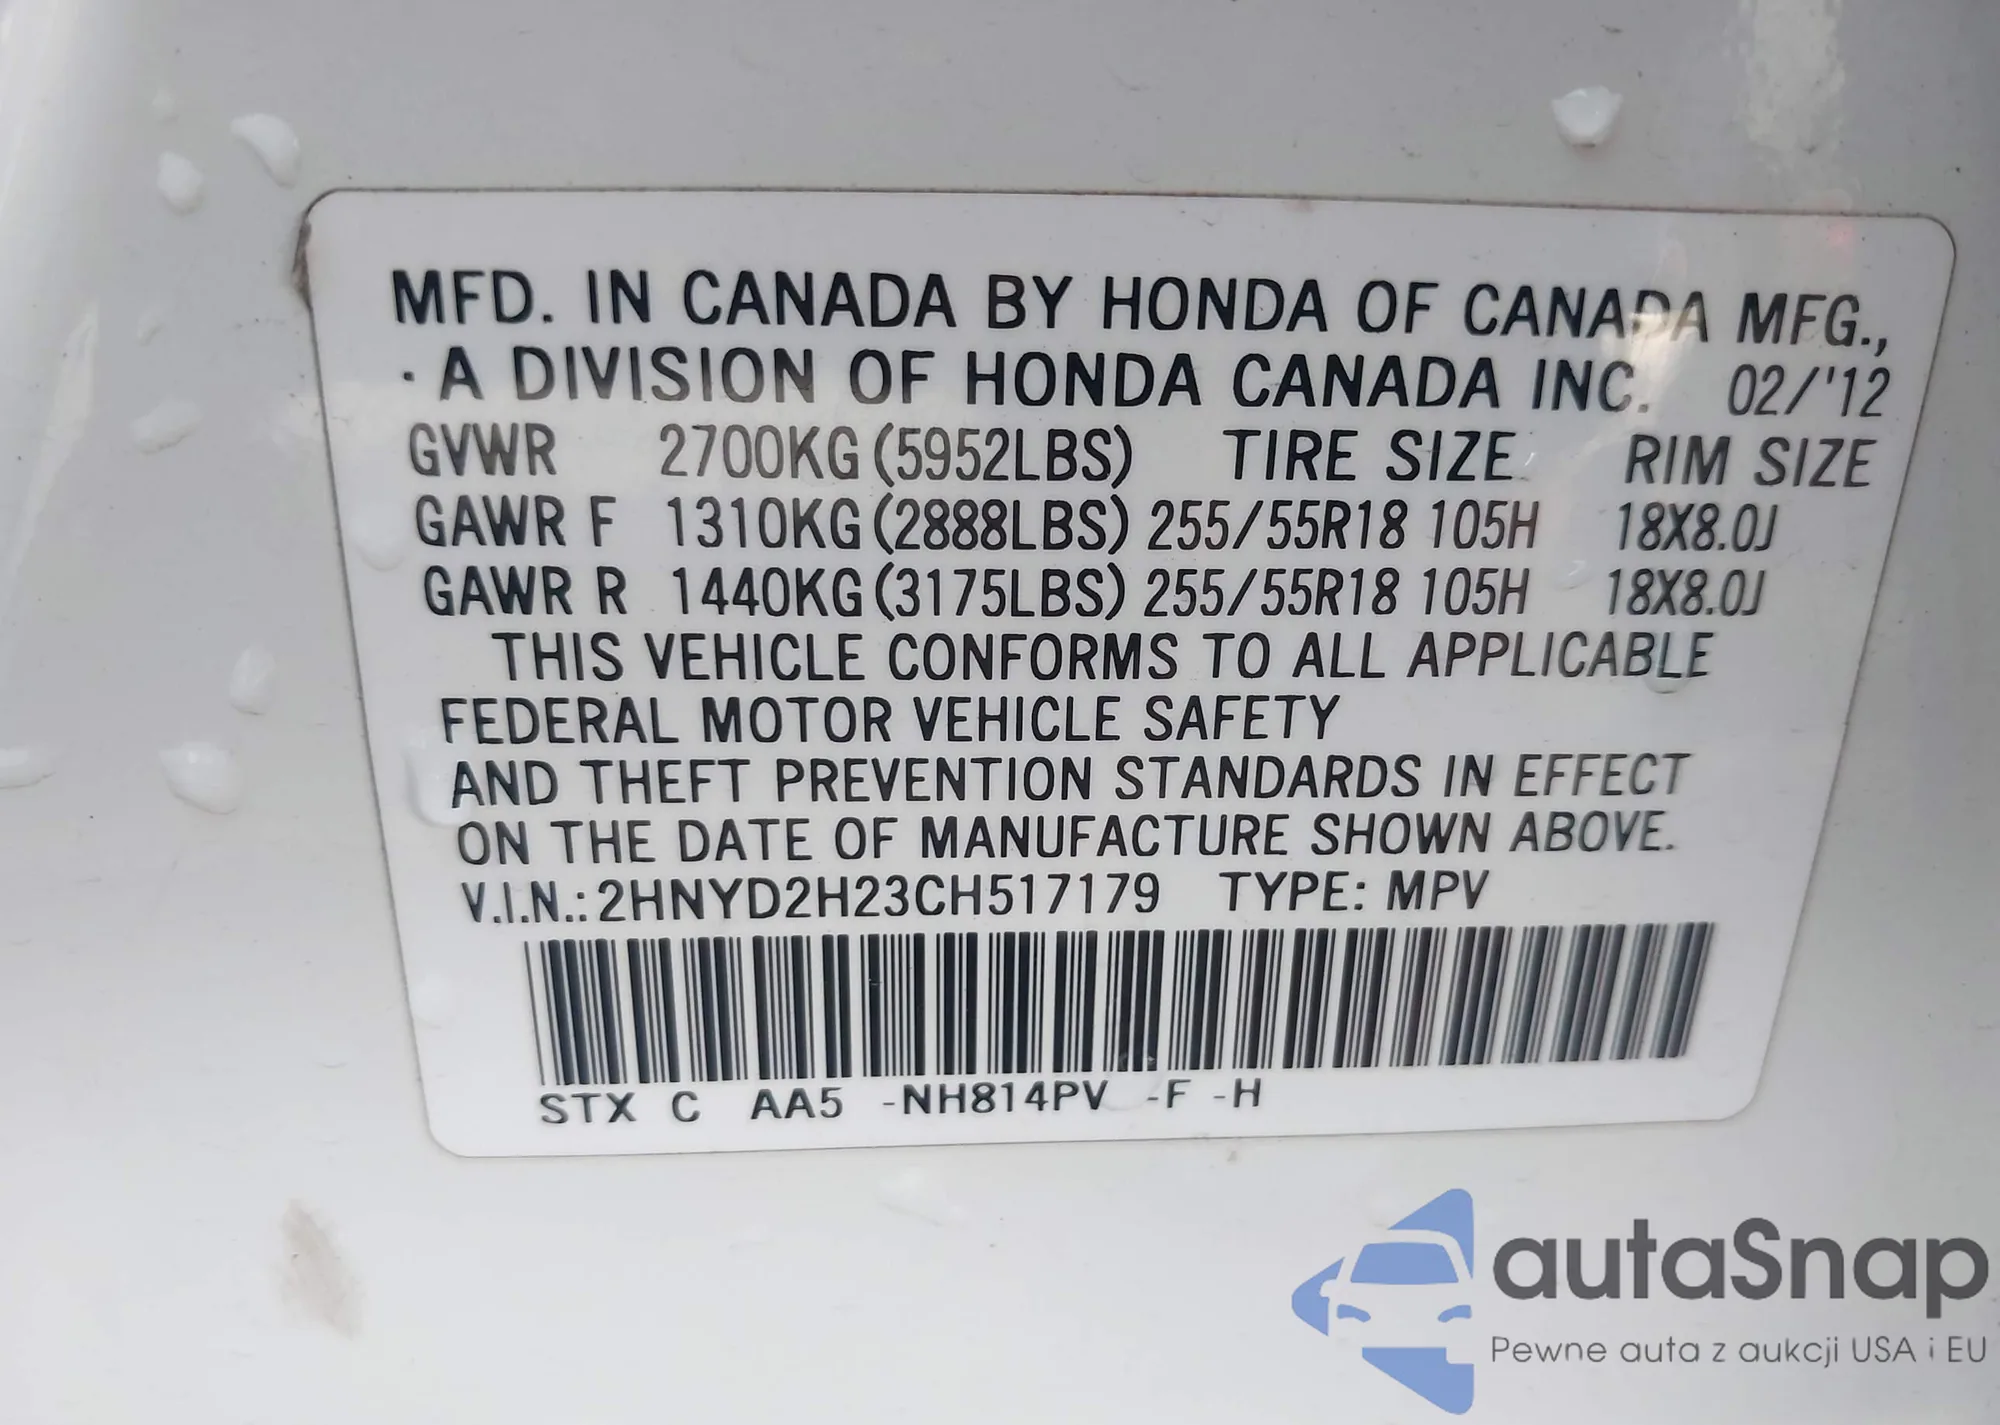 MFD. IN CANADA BY HONDA OF CANADA MFG.,
· A DIVISION OF HONDA CANADA INC. 02/'12
GVWR 2700KG (5952LBS) TIRE SIZE RIM SIZE
GAWR F 1310KG (2888LBS) 255/55R18 105H 18X8.0J
GAWR R 1440KG (3175LBS) 255/55R18 105H 18X8.0J
THIS VEHICLE CONFORMS TO ALL APPLICABLE
FEDERAL MOTOR VEHICLE SAFETY
AND THEFT PREVENTION STANDARDS IN EFFECT
ON THE DATE OF MANUFACTURE SHOWN ABOVE.
V.I.N.: 2HNYD2H23CH517179 TYPE: MPV
STX C AA5 -NH814PV -F -H
autaSnap
Pewne auta z aukcji USA i EU